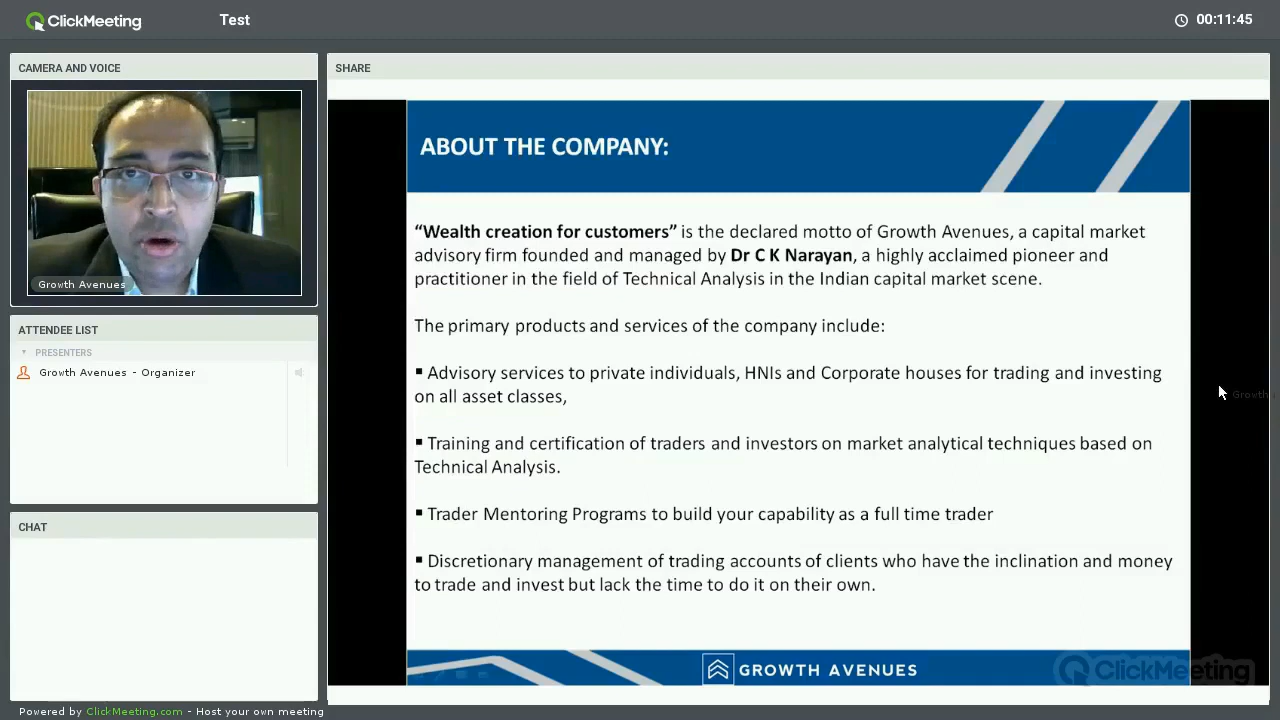 ClickMeeting
Test
00:11:45
CAMERA AND VOICE
Growth Avenues
ATTENDEE LIST
PRESENTERS
Growth Avenues - Organizer
CHAT
Powered by ClickMeeting.com - Host your own meeting
SHARE
ABOUT THE COMPANY:
“Wealth creation for customers” is the declared motto of Growth Avenues, a capital market
advisory firm founded and managed by Dr C K Narayan, a highly acclaimed pioneer and
practitioner in the field of Technical Analysis in the Indian capital market scene.
The primary products and services of the company include:
▪ Advisory services to private individuals, HNIs and Corporate houses for trading and investing
on all asset classes,
▪ Training and certification of traders and investors on market analytical techniques based on
Technical Analysis.
▪ Trader Mentoring Programs to build your capability as a full time trader
▪ Discretionary management of trading accounts of clients who have the inclination and money
to trade and invest but lack the time to do it on their own.
Growth
GROWTH AVENUES
ClickMeeting